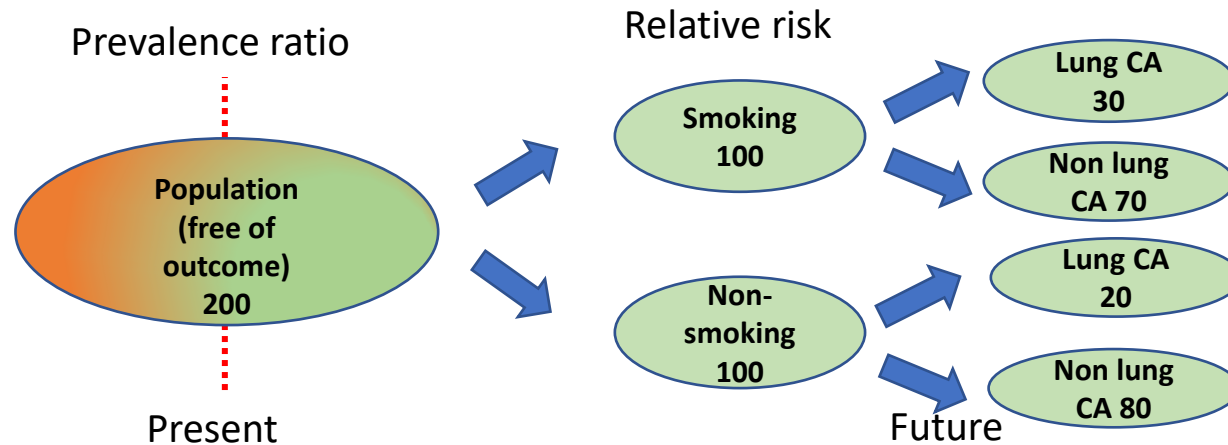 Prevalence ratio
Population
(free of
outcome)
200
Present
Relative risk
Smoking
100
Non-
smoking
100
Lung CA
30
Non lung
CA 70
Lung CA
20
Non lung
CA 80
Future